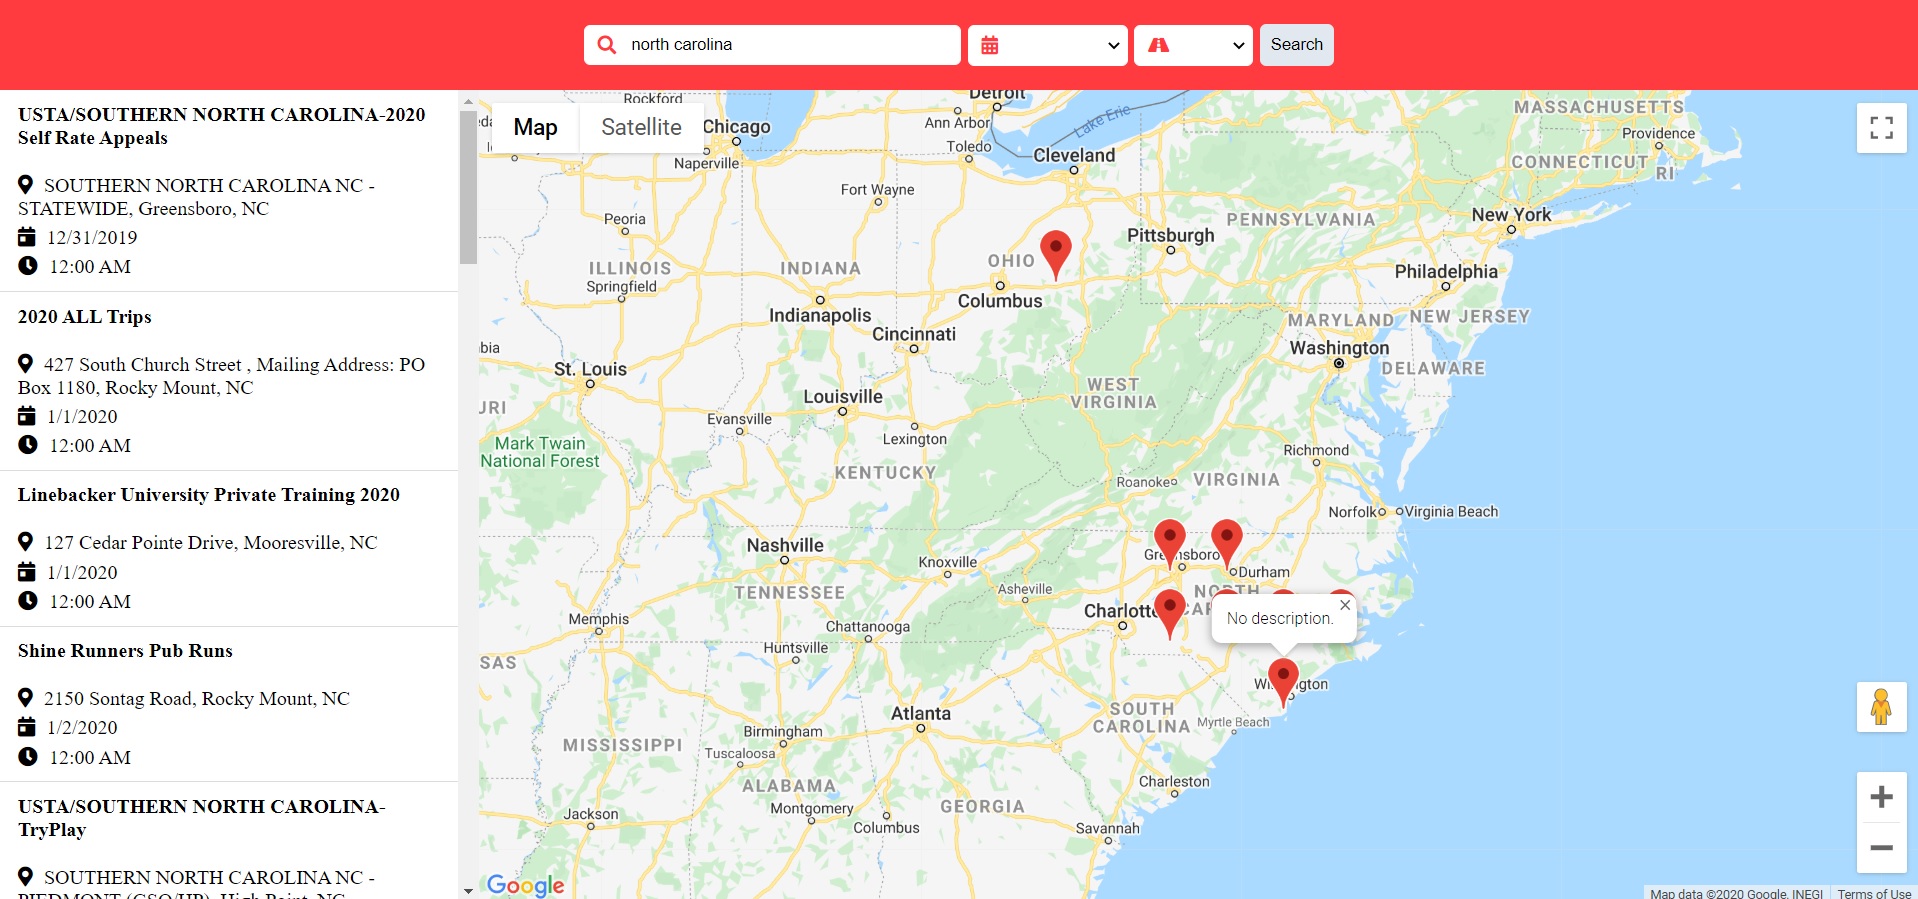 north carolina
Search
USTA/SOUTHERN NORTH CAROLINA-2020
Self Rate Appeals
SOUTHERN NORTH CAROLINA NC -
STATEWIDE, Greensboro, NC
12/31/2019
12:00 AM
2020 ALL Trips
427 South Church Street , Mailing Address: PO
Box 1180, Rocky Mount, NC
1/1/2020
12:00 AM
Linebacker University Private Training 2020
127 Cedar Pointe Drive, Mooresville, NC
1/1/2020
12:00 AM
Shine Runners Pub Runs
2150 Sontag Road, Rocky Mount, NC
1/2/2020
12:00 AM
USTA/SOUTHERN NORTH CAROLINA-
TryPlay
SOUTHERN NORTH CAROLINA NC -
PIEDMONT (GSO/HP), High Point, NC
Map
Satellite
Rockford
Detroit
Lake Erie
Ann Arbor
Chicago
Naperville
Toledo
Cleveland
MASSACHUSETTS
Providence
CONNECTICUT
RI
Fort Wayne
Peoria
PENNSYLVANIA
New York
Pittsburgh
ILLINOIS
Springfield
INDIANA
OHIO
Columbus
Philadelphia
Indianapolis
Cincinnati
MARYLAND
NEW JERSEY
Washington
DELAWARE
St. Louis
WEST
VIRGINIA
Louisville
Evansville
Lexington
Mark Twain
National Forest
KENTUCKY
Richmond
Roanoke
VIRGINIA
Norfolk
Virginia Beach
Nashville
Knoxville
Durham
TENNESSEE
Asheville
NORTH
Charlotte
No description.
Memphis
Chattanooga
Huntsville
SOUTH
CAROLINA
Myrtle Beach
Atlanta
Birmingham
Tuscaloosa
MISSISSIPPI
ALABAMA
Charleston
GEORGIA
Montgomery
Columbus
Jackson
Savannah
Google
Map data ©2020 Google, INEGI
Terms of Use